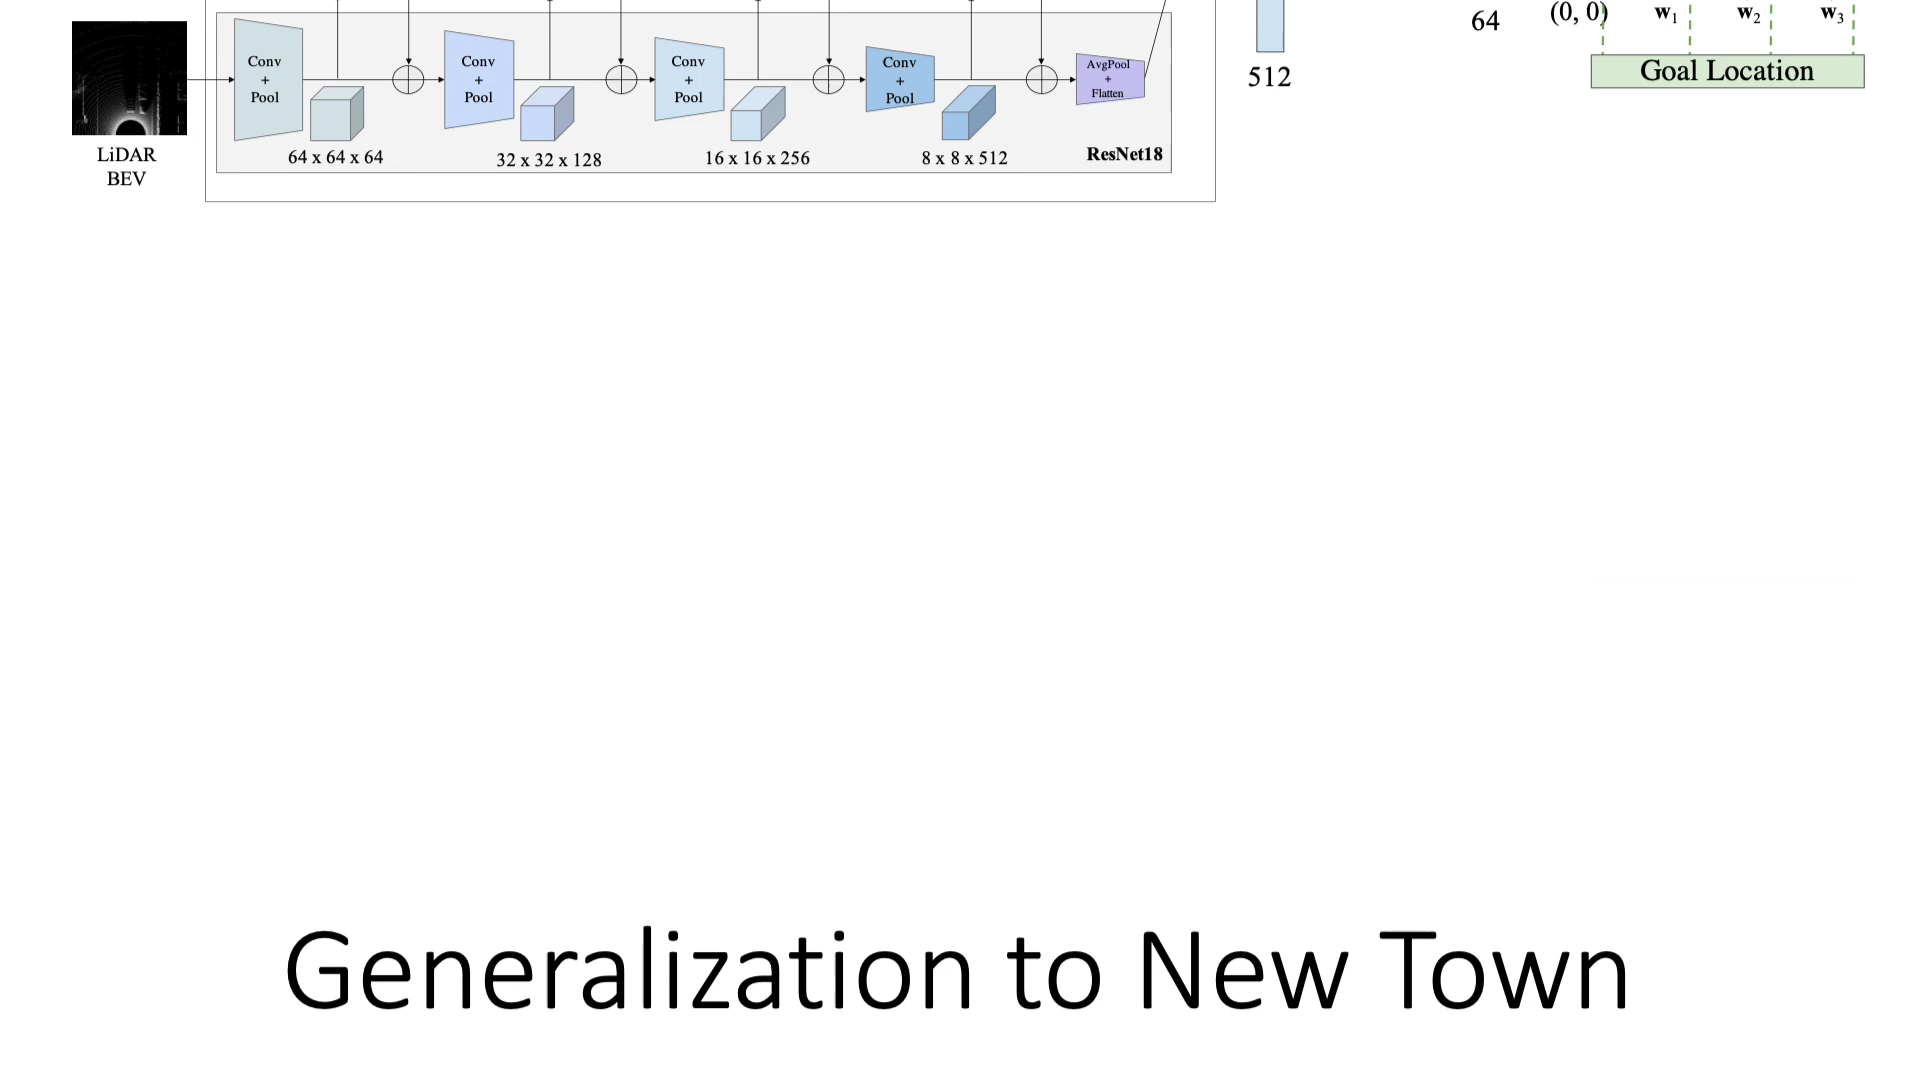 64
(0, 0)
w1
w2
w3
Goal Location
512
Conv
+
Pool
Conv
+
Pool
Conv
+
Pool
Conv
+
Pool
AvgPool
+
Flatten
LiDAR
BEV
64 x 64 x 64
32 x 32 x 128
16 x 16 x 256
8 x 8 x 512
ResNet18
Generalization to New Town